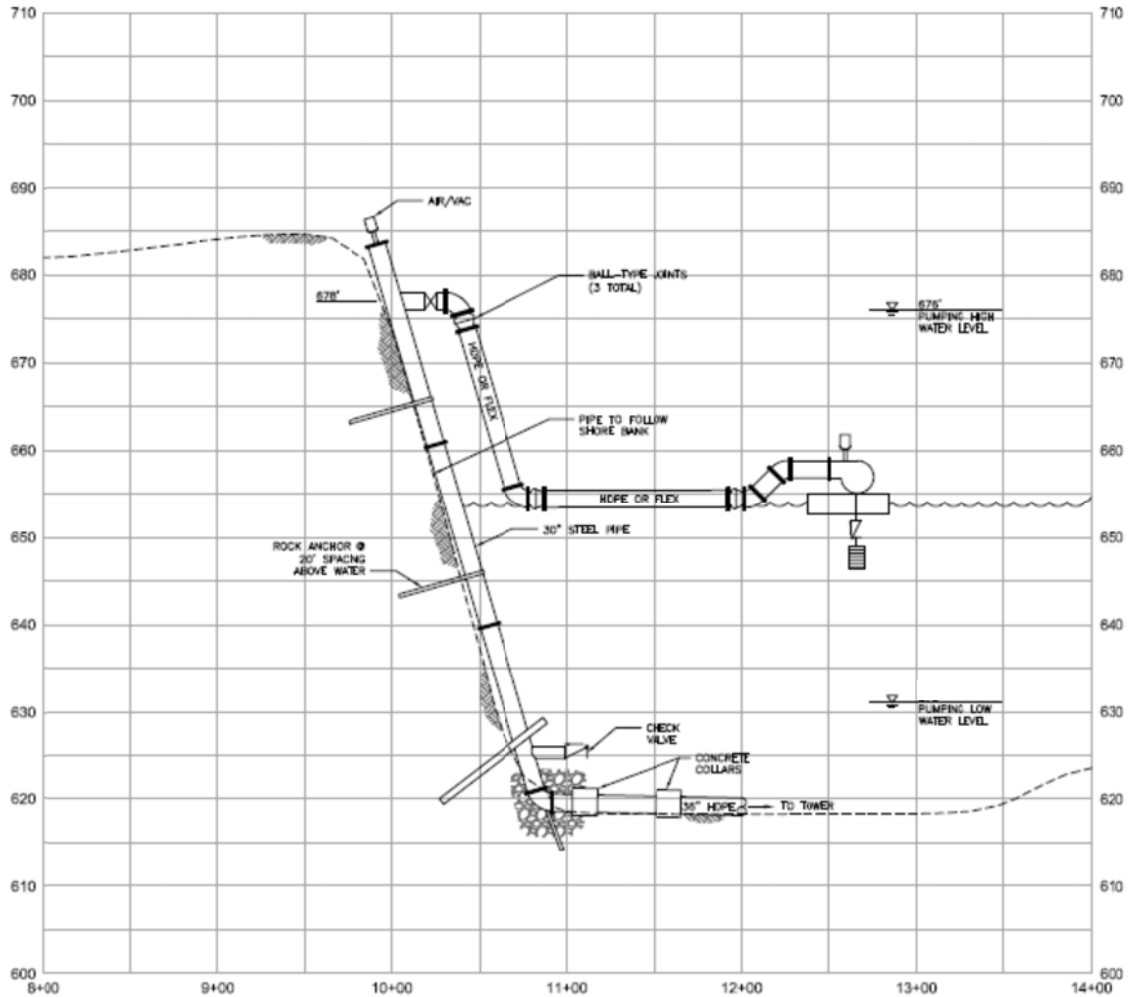 710
710
700
700
690
690
AIR/VAC
680
680
BALL-TYPE JOINTS
(3 TOTAL)
678'
676'
PUMPING HIGH
WATER LEVEL
HDPE OR FLEX
670
670
PIPE TO FOLLOW
SHORE BANK
660
660
HDPE OR FLEX
30" STEEL PIPE
650
650
ROCK ANCHOR @
20' SPACNG
ABOVE WATER
640
640
630
630
PUMPING LOW
WATER LEVEL
CHECK
VALVE
CONCRETE
COLLARS
620
620
36" HDPE
TO TOWER
610
610
600
600
8+00
9+00
10+00
11+00
12+00
13+00
14+00